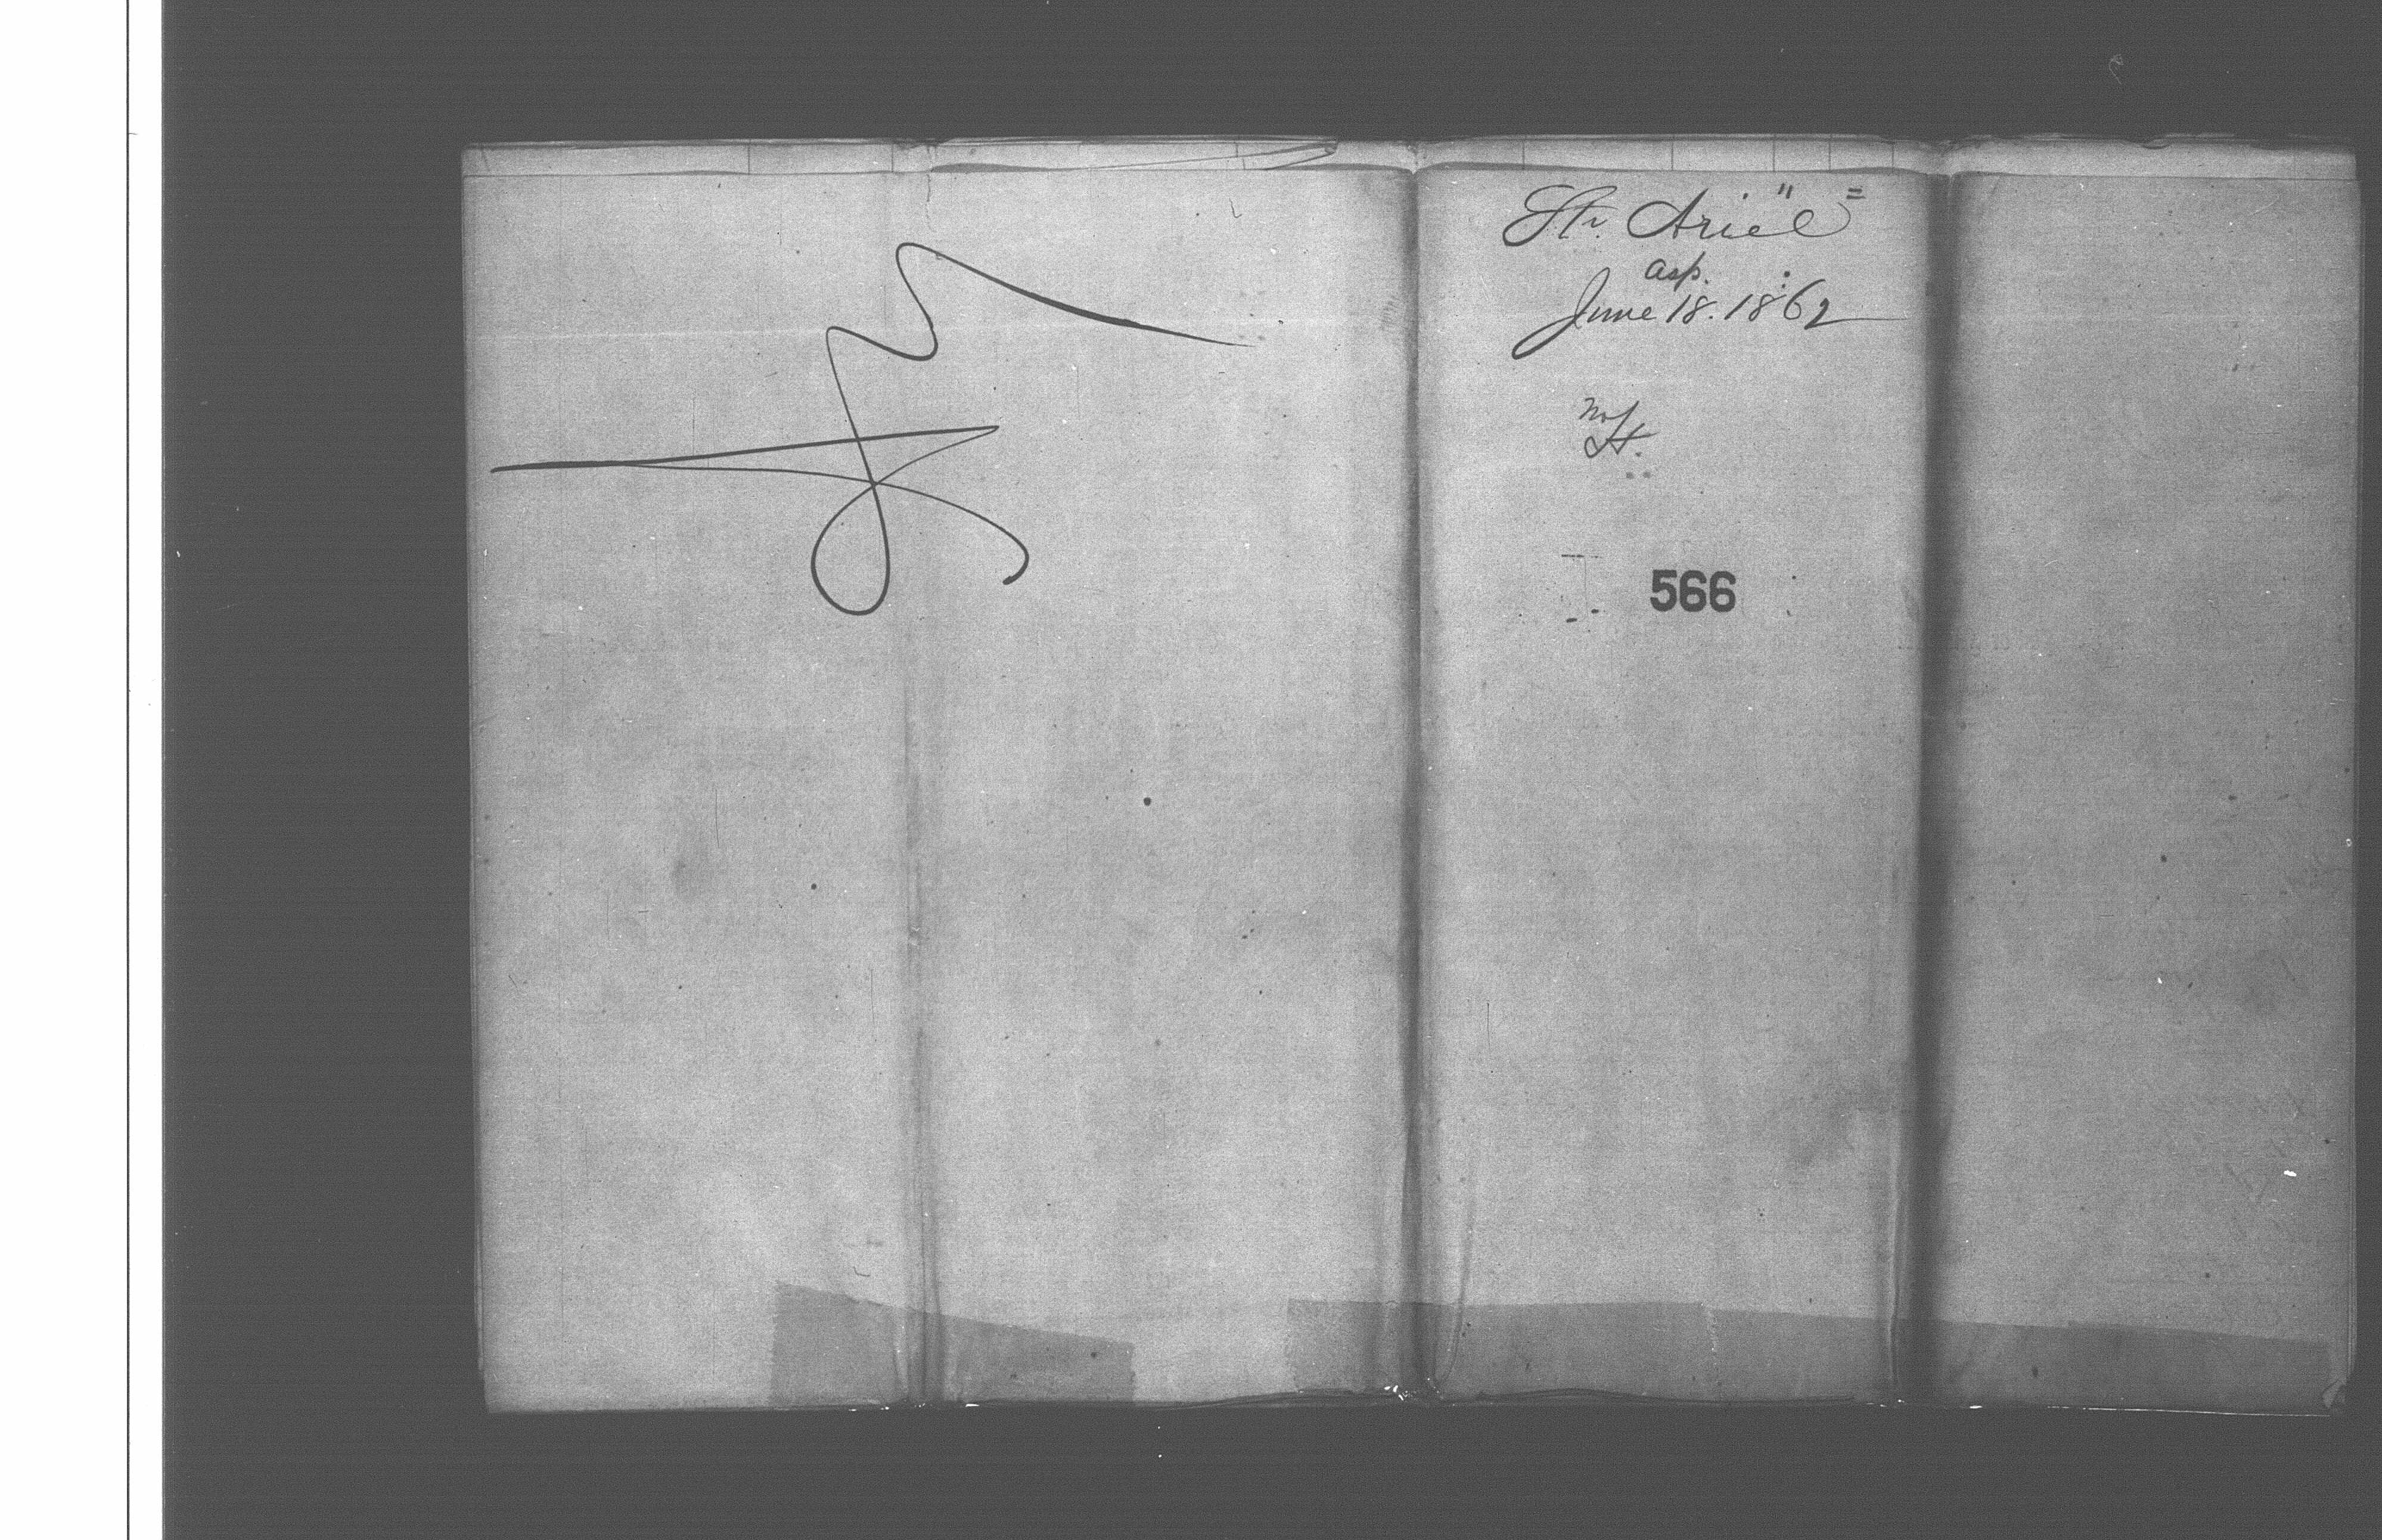 Str. Ariel
asp.
June 18. 1862
566